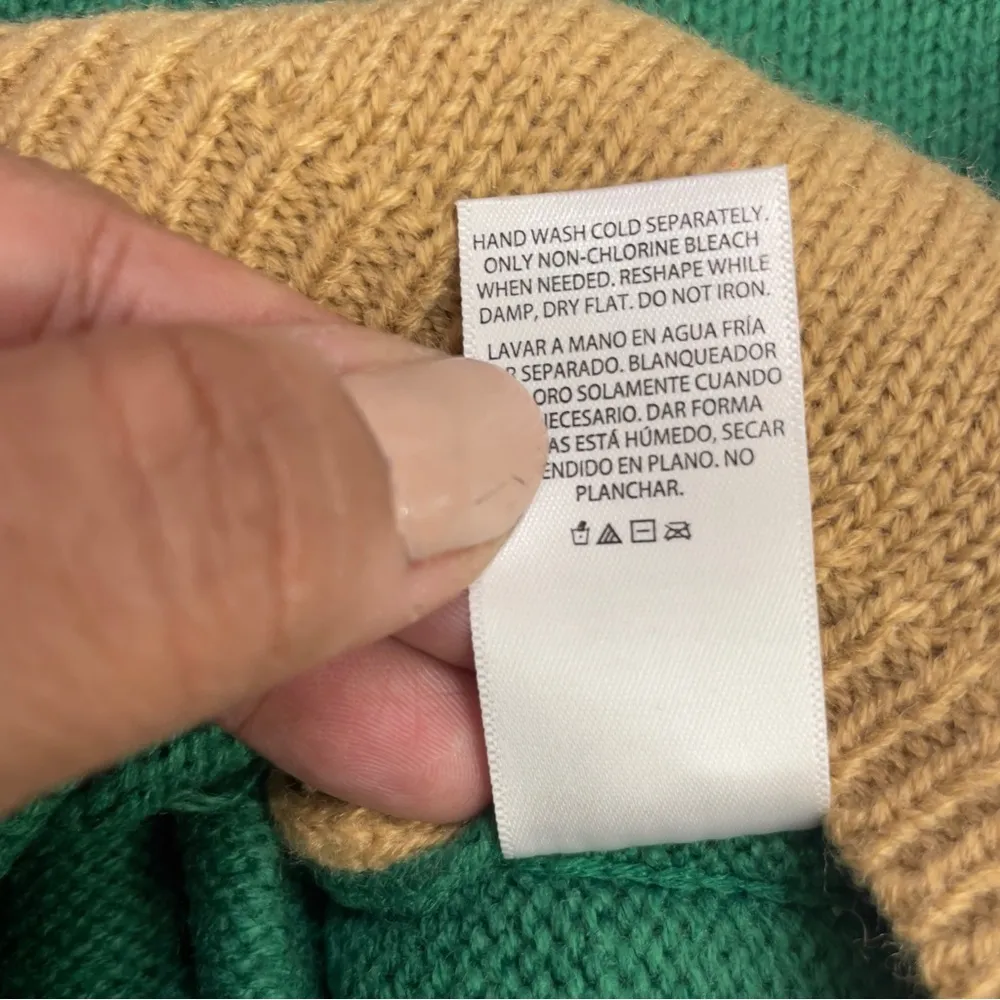 HAND WASH COLD SEPARATELY.
ONLY NON-CHLORINE BLEACH
WHEN NEEDED. RESHAPE WHILE
DAMP, DRY FLAT. DO NOT IRON.
LAVAR A MANO EN AGUA FRÍA
SEPARADO. BLANQUEADOR
SOLAMENTE CUANDO
DAR FORMA
ESTÁ HÚMEDO, SECAR
EN PLANO. NO
PLANCHAR.